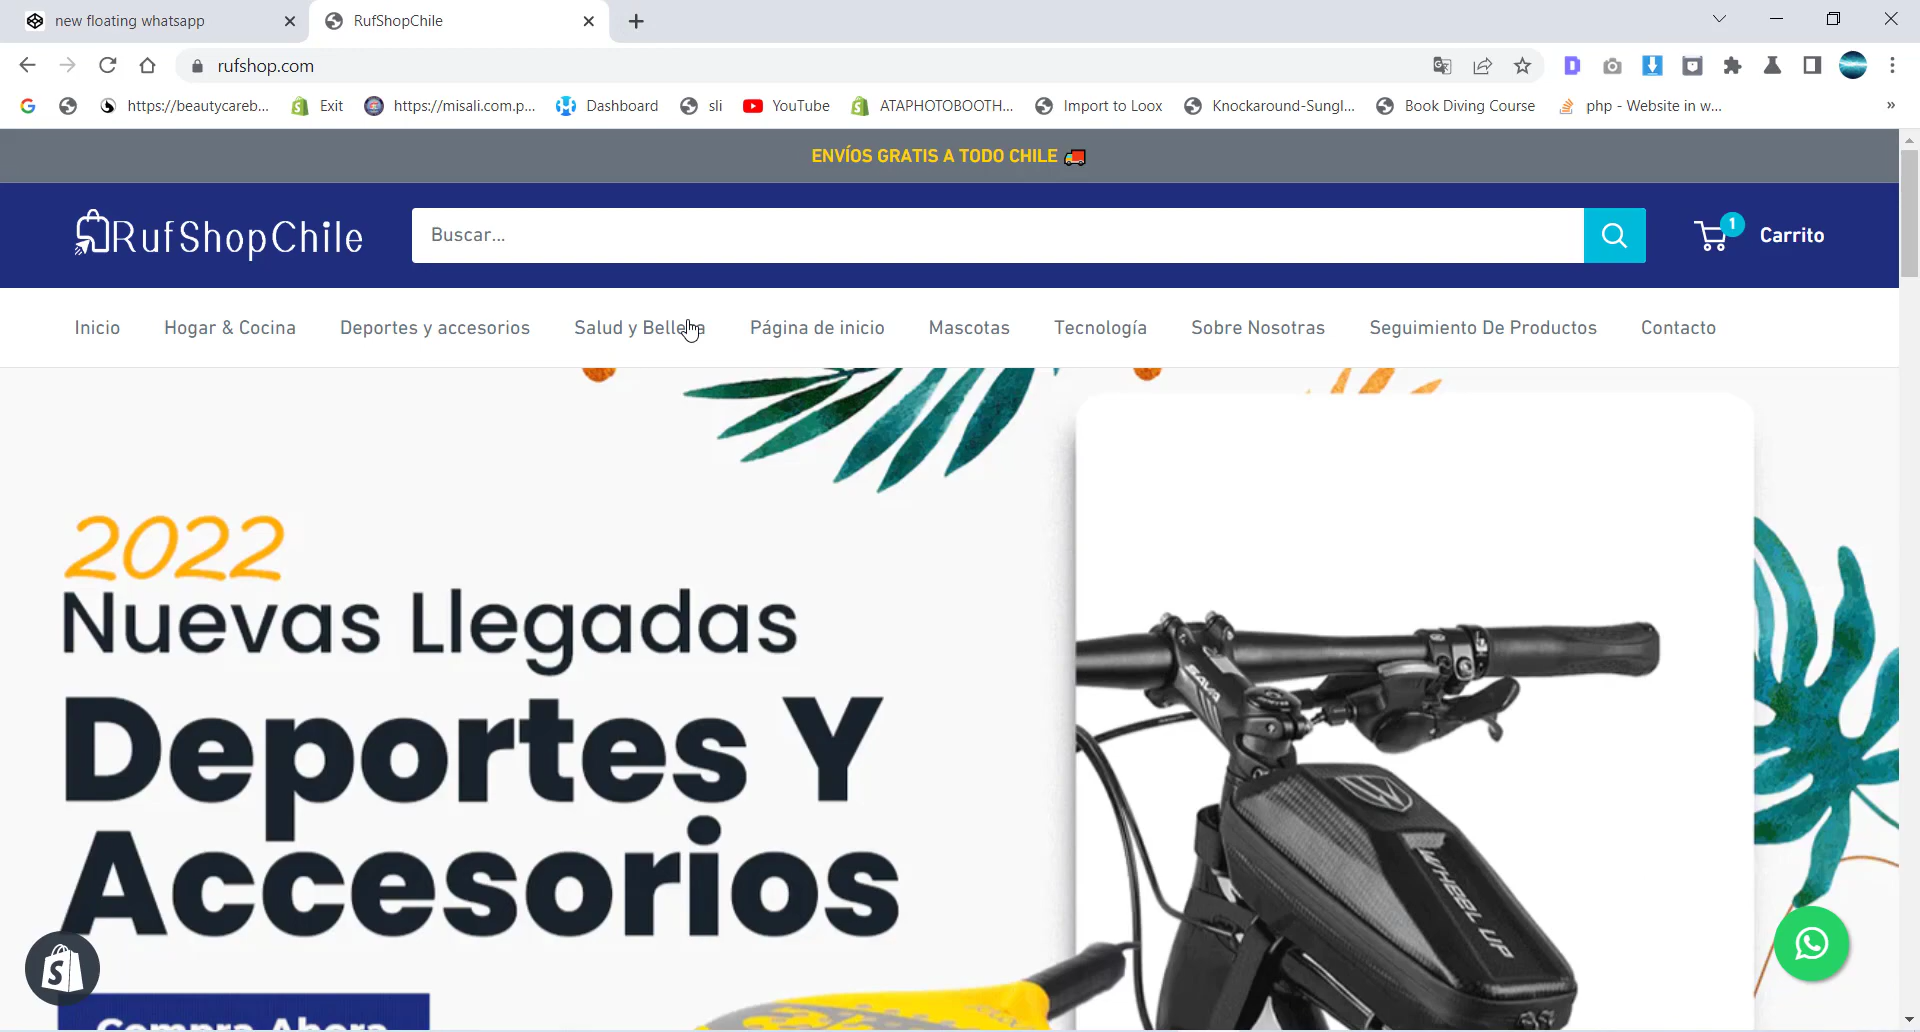 new floating whatsapp
RufShopChile
rufshop.com
https://beautycareb...
Exit
https://misali.com.p...
Dashboard
sli
YouTube
ATAPHOTOBOOTH...
Import to Loox
Knockaround-Sungl...
Book Diving Course
php - Website in w...
»
ENVÍOS GRATIS A TODO CHILE
RufShopChile
Buscar...
1
Carrito
Inicio
Hogar & Cocina
Deportes y accesorios
Salud y Belleza
Página de inicio
Mascotas
Tecnología
Sobre Nosotras
Seguimiento De Productos
Contacto
2022
Nuevas Llegadas
Deportes Y
Accesorios
Compra Ahora
SAVA
WHEEL UP